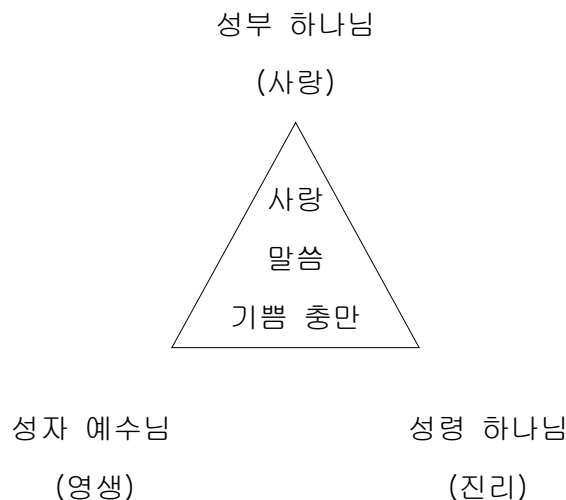 성부 하나님
(사랑)
사랑
말씀
기쁨 충만
성자 예수님
(영생)
성령 하나님
(진리)